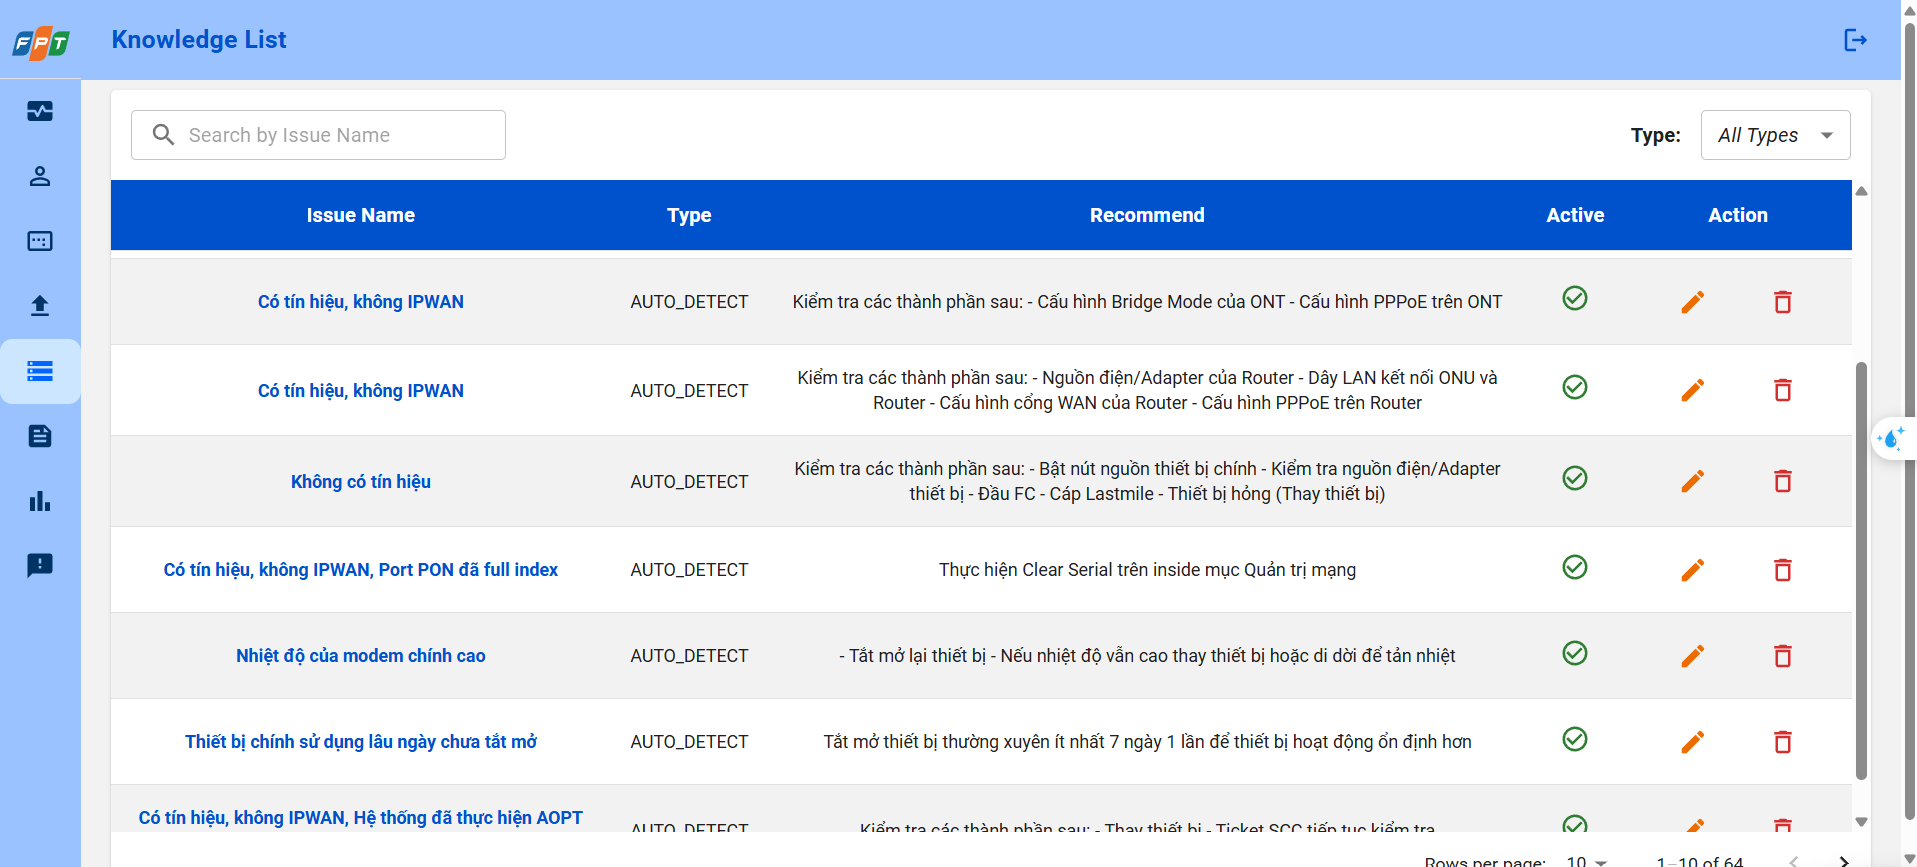 FPT
Knowledge List
Search by Issue Name
Type:
All Types
Issue Name
Type
Recommend
Active
Action
Có tín hiệu, không IPWAN
AUTO_DETECT
Kiểm tra các thành phần sau: - Cấu hình Bridge Mode của ONT - Cấu hình PPPoE trên ONT
Có tín hiệu, không IPWAN
AUTO_DETECT
Kiểm tra các thành phần sau: - Nguồn điện/Adapter của Router - Dây LAN kết nối ONU và
Router - Cấu hình cổng WAN của Router - Cấu hình PPPoE trên Router
Không có tín hiệu
AUTO_DETECT
Kiểm tra các thành phần sau: - Bật nút nguồn thiết bị chính - Kiểm tra nguồn điện/Adapter
thiết bị - Đầu FC - Cáp Lastmile - Thiết bị hỏng (Thay thiết bị)
Có tín hiệu, không IPWAN, Port PON đã full index
AUTO_DETECT
Thực hiện Clear Serial trên inside mục Quản trị mạng
Nhiệt độ của modem chính cao
AUTO_DETECT
- Tắt mở lại thiết bị - Nếu nhiệt độ vẫn cao thay thiết bị hoặc di dời để tản nhiệt
Thiết bị chính sử dụng lâu ngày chưa tắt mở
AUTO_DETECT
Tắt mở thiết bị thường xuyên ít nhất 7 ngày 1 lần để thiết bị hoạt động ổn định hơn
Có tín hiệu, không IPWAN, Hệ thống đã thực hiện AOPT
AUTO_DETECT
Kiểm tra các thành phần sau: - Thay thiết bị - Ticket SCC tiếp tục kiểm tra
Rows per page:
10
1–10 of 64